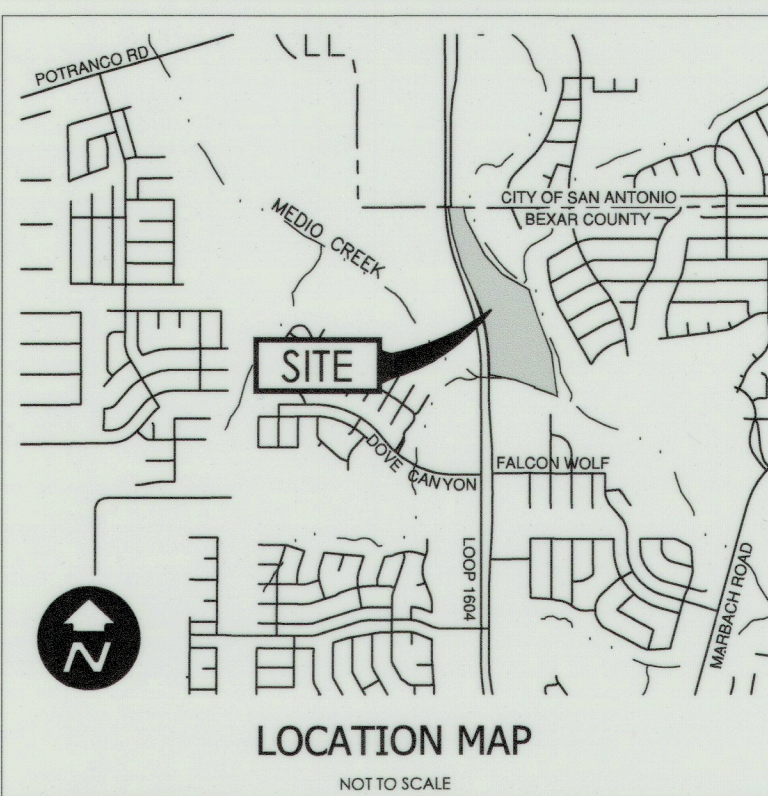 POTRANCO RD
CITY OF SAN ANTONIO
BEXAR COUNTY
MEDIO CREEK
SITE
DOVE CANYON
FALCON WOLF
LOOP 1604
MARBACH ROAD
N
LOCATION MAP
NOT TO SCALE